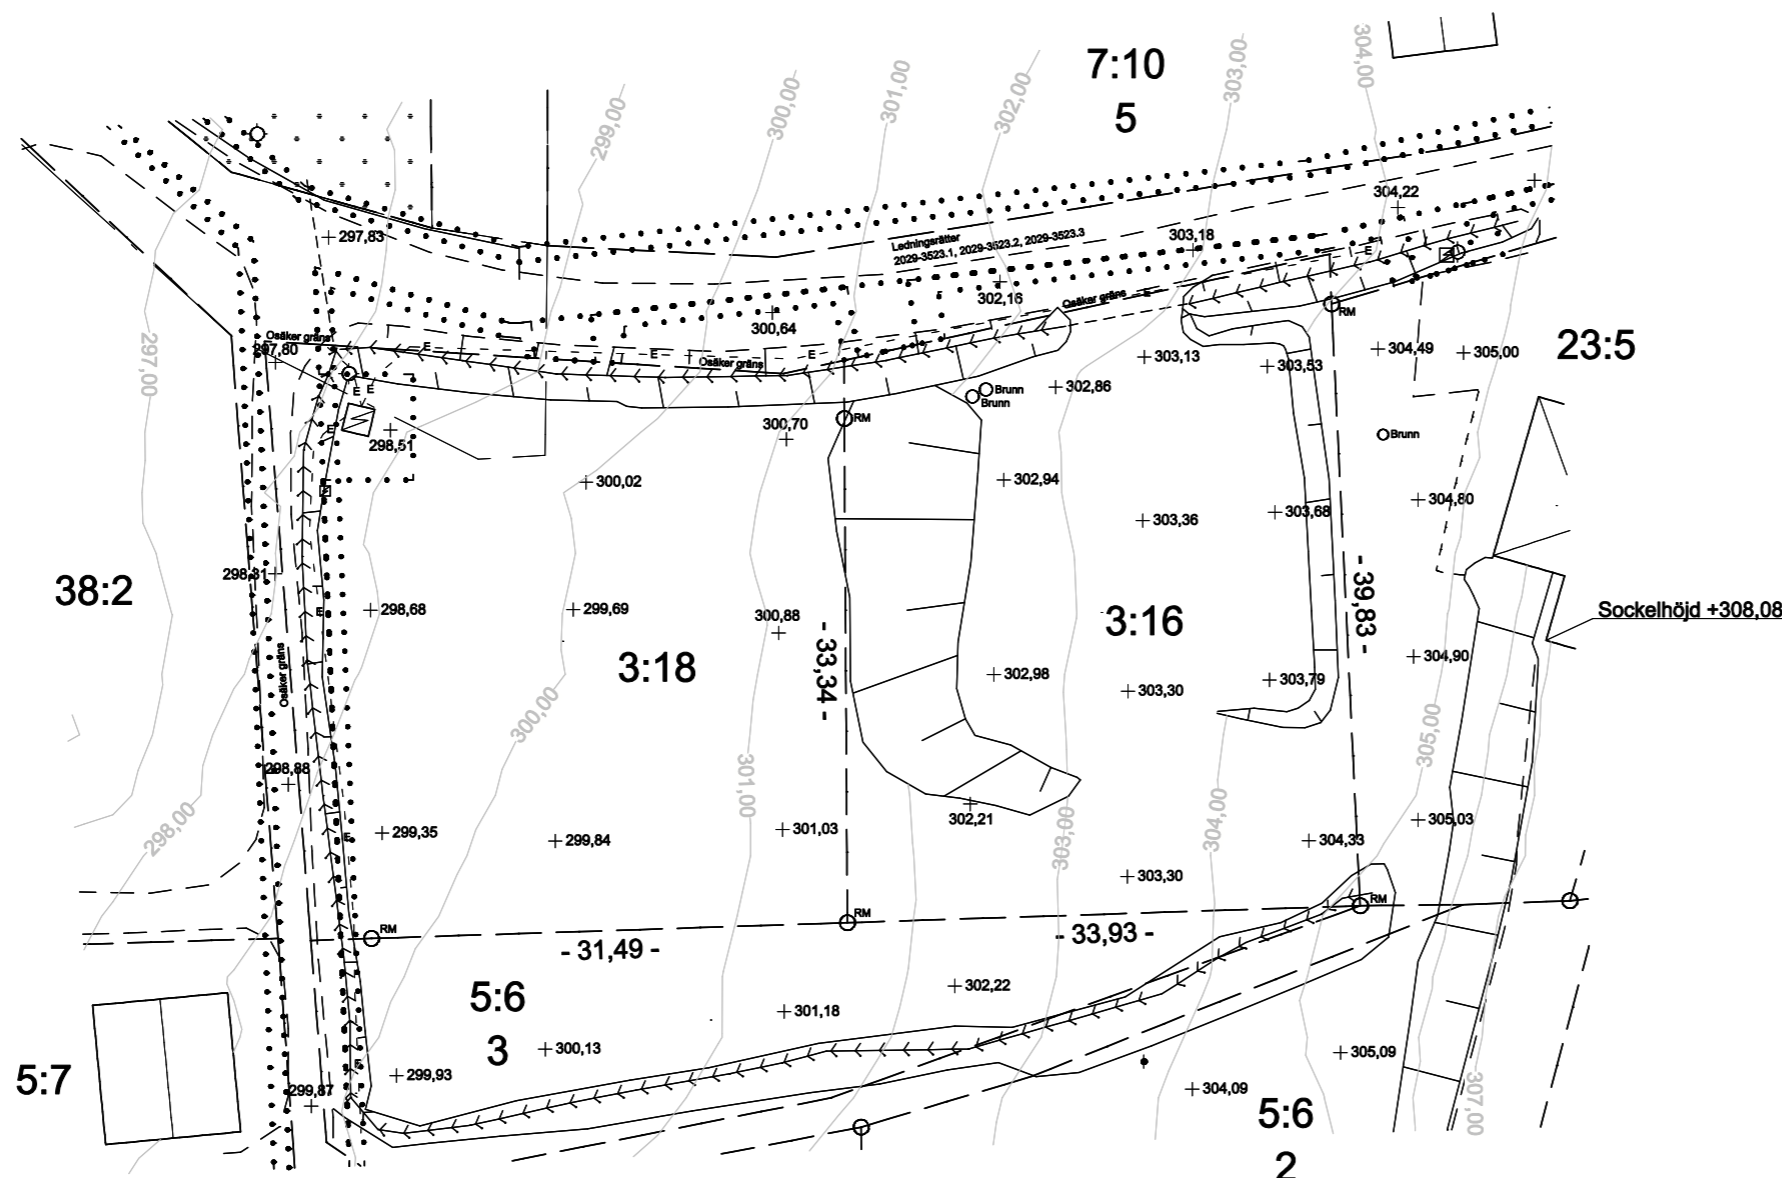 7:10
5
304,00
303,00
302,00
301,00
300,00
299,00
304,22
303,18
297,83
Ledningsrätter
2029-3523.1, 2029-3523.2, 2029-3523.3
E
302,16
Osäker gräns
E
300,64
RM
23:5
Osäker gräns
297,80
E
E
E
Osäker gräns
297,00
303,13
303,53
304,49
305,00
302,86
E
E
Brunn
Brunn
300,70
RM
E
298,51
Brunn
300,02
302,94
304,80
303,36
303,68
298,31
38:2
- 39,83 -
E
298,68
299,69
300,88
3:16
Sockelhöjd +308,08
- 33,34 -
3:18
Osäker gräns
302,98
304,90
303,30
303,79
300,00
305,00
298,88
301,00
298,00
299,35
E
299,84
301,03
302,21
303,00
304,00
304,33
305,03
303,30
RM
RM
RM
- 31,49 -
- 33,93 -
5:6
3
302,22
301,18
300,13
305,09
5:7
E
299,93
299,87
304,09
307,00
5:6
2